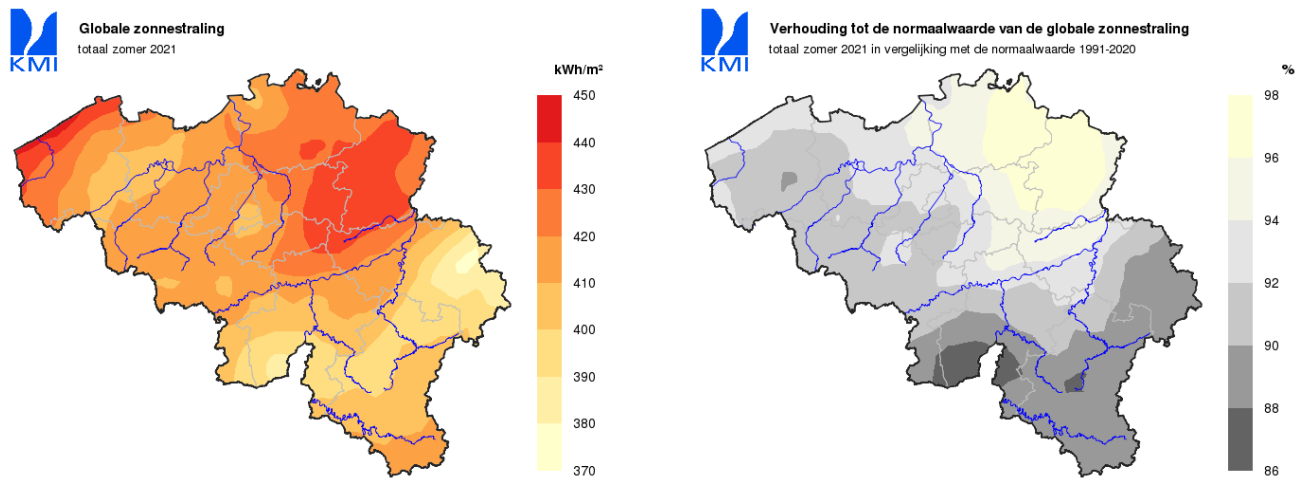 KMI
Globale zonnestraling
totaal zomer 2021
kWh/m²
450
440
430
420
410
400
390
380
370
KMI
Verhouding tot de normaalwaarde van de globale zonnestraling
totaal zomer 2021 in vergelijking met de normaalwaarde 1991-2020
%
98
96
94
92
90
88
86